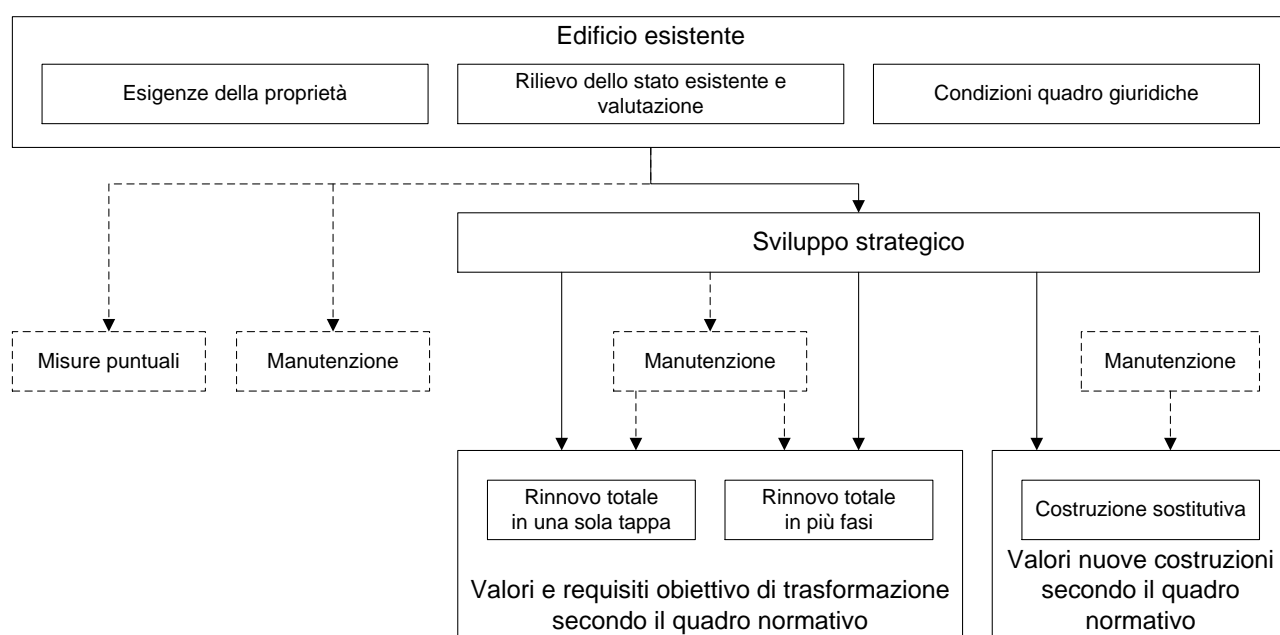 Edificio esistente
Esigenze della proprietà
Rilievo dello stato esistente e
valutazione
Condizioni quadro giuridiche
Sviluppo strategico
Misure puntuali
Manutenzione
Manutenzione
Manutenzione
Rinnovo totale
in una sola tappa
Rinnovo totale
in più fasi
Costruzione sostitutiva
Valori e requisiti obiettivo di trasformazione
secondo il quadro normativo
Valori nuove costruzioni
secondo il quadro
normativo